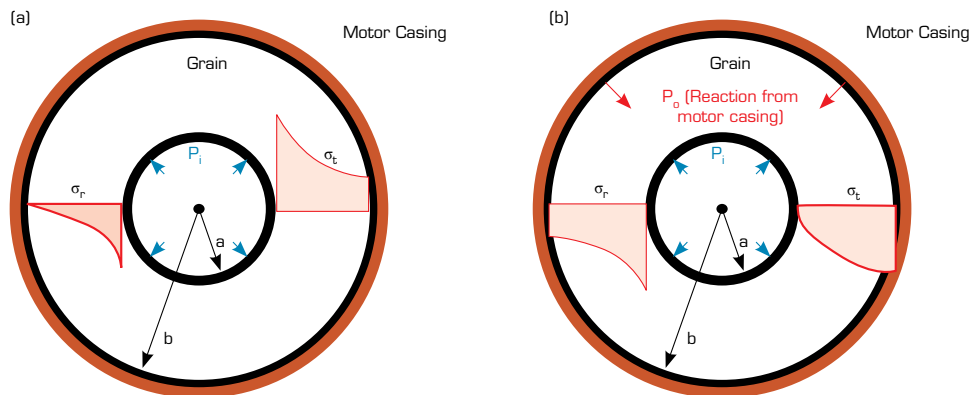 (a)
Motor Casing
Grain
Pᵢ
σᵣ
σₜ
a
b
(b)
Motor Casing
Grain
Pₒ (Reaction from
motor casing)
Pᵢ
σᵣ
σₜ
a
b